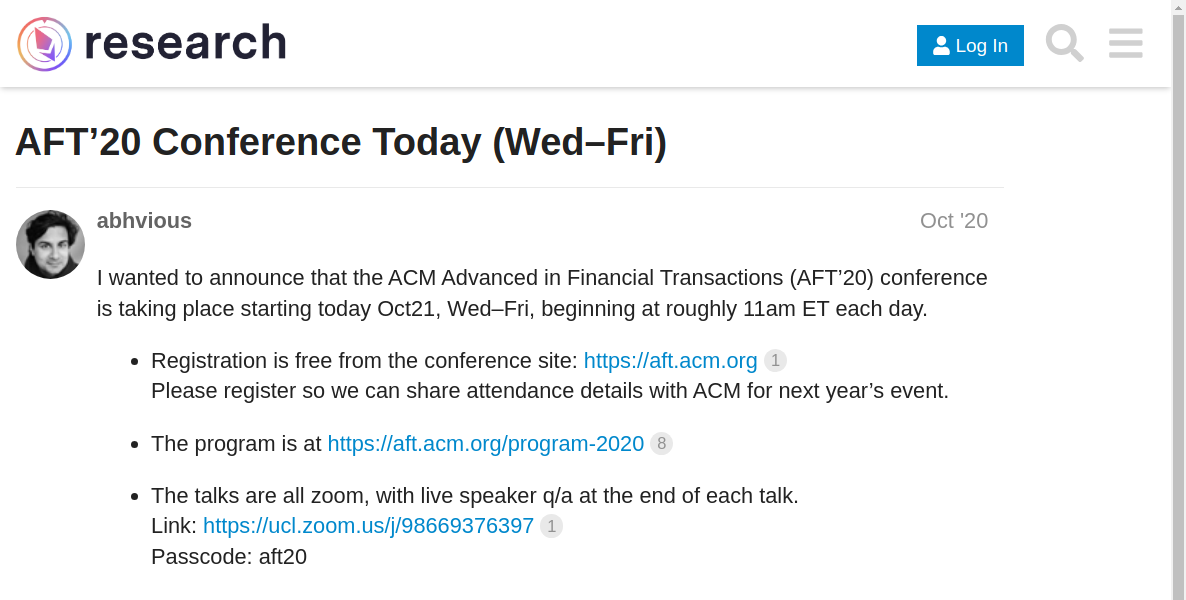 research
Log In
AFT’20 Conference Today (Wed–Fri)
abhvious
Oct '20
I wanted to announce that the ACM Advanced in Financial Transactions (AFT’20) conference
is taking place starting today Oct21, Wed–Fri, beginning at roughly 11am ET each day.
• Registration is free from the conference site: https://aft.acm.org 1
Please register so we can share attendance details with ACM for next year’s event.
• The program is at https://aft.acm.org/program-2020 8
• The talks are all zoom, with live speaker q/a at the end of each talk.
Link: https://ucl.zoom.us/j/98669376397 1
Passcode: aft20